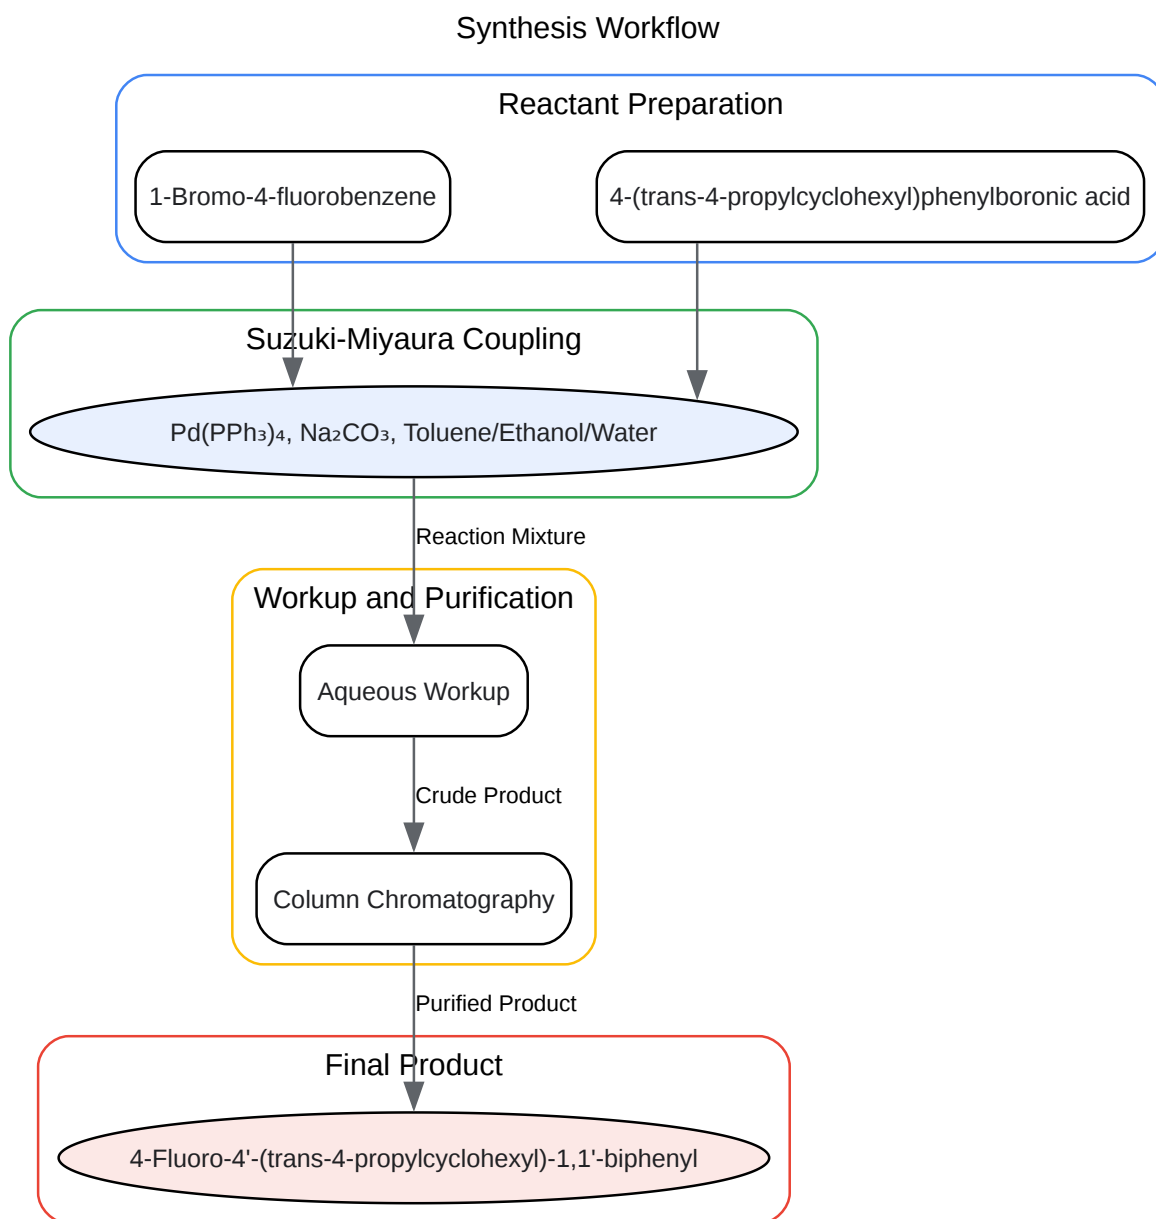 Synthesis Workflow
Reactant Preparation
1-Bromo-4-fluorobenzene
4-(trans-4-propylcyclohexyl)phenylboronic acid
Suzuki-Miyaura Coupling
Pd(PPh₃)₄, Na₂CO₃, Toluene/Ethanol/Water
Reaction Mixture
Workup and Purification
Aqueous Workup
Crude Product
Column Chromatography
Purified Product
Final Product
4-Fluoro-4'-(trans-4-propylcyclohexyl)-1,1'-biphenyl